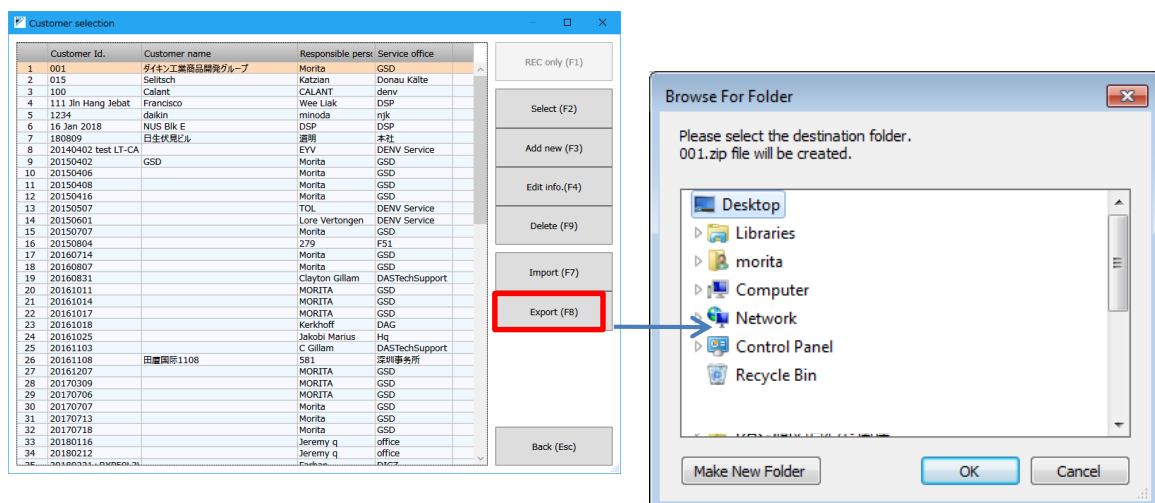 Customer selection
Customer Id. Customer name Responsible perso Service office
1 001 ダイキン工業商品開発グループ Morita GSD
2 015 Selitsch Katzian Donau Kälte
3 100 Calant CALANT denv
4 111 Jln Hang Jebat Francisco Wee Liak DSP
5 1234 daikin minoda njk
6 16 Jan 2018 NUS Blk E DSP DSP
7 180809 日生伏見ビル 道明 本社
8 20140402 test LT-CA EYV DENV Service
9 20150402 GSD Morita GSD
10 20150406 Morita GSD
11 20150408 Morita GSD
12 20150416 Morita GSD
13 20150507 TOL DENV Service
14 20150601 Lore Vertongen DENV Service
15 20150707 Morita GSD
16 20150804 279 F51
17 20160714 Morita GSD
18 20160807 Morita GSD
19 20160831 Clayton Gillam DASTechSupport
20 20161011 MORITA GSD
21 20161014 MORITA GSD
22 20161017 MORITA GSD
23 20161018 Kerkhoff DAG
24 20161025 Jakobi Marius Hq
25 20161103 C Gillam DASTechSupport
26 20161108 田厦国际1108 581 深圳事务所
27 20161207 MORITA GSD
28 20170309 MORITA GSD
29 20170706 MORITA GSD
30 20170707 Morita GSD
31 20170713 Morita GSD
32 20170718 Morita GSD
33 20180116 Jeremy q office
34 20180212 Jeremy q office
REC only (F1)
Select (F2)
Add new (F3)
Edit info.(F4)
Delete (F9)
Import (F7)
Export (F8)
Back (Esc)
Browse For Folder
Please select the destination folder.
001.zip file will be created.
Desktop
Libraries
morita
Computer
Network
Control Panel
Recycle Bin
Make New Folder OK Cancel